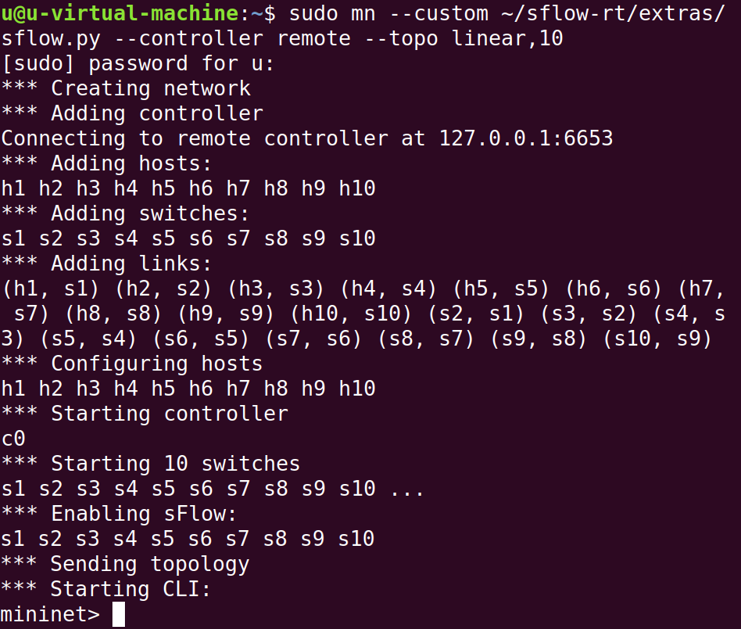 u@u-virtual-machine:~$ sudo mn --custom ~/sflow-rt/extras/
sflow.py --controller remote --topo linear,10
[sudo] password for u:
*** Creating network
*** Adding controller
Connecting to remote controller at 127.0.0.1:6653
*** Adding hosts:
h1 h2 h3 h4 h5 h6 h7 h8 h9 h10
*** Adding switches:
s1 s2 s3 s4 s5 s6 s7 s8 s9 s10
*** Adding links:
(h1, s1) (h2, s2) (h3, s3) (h4, s4) (h5, s5) (h6, s6) (h7,
 s7) (h8, s8) (h9, s9) (h10, s10) (s2, s1) (s3, s2) (s4, s
3) (s5, s4) (s6, s5) (s7, s6) (s8, s7) (s9, s8) (s10, s9)
*** Configuring hosts
h1 h2 h3 h4 h5 h6 h7 h8 h9 h10
*** Starting controller
c0
*** Starting 10 switches
s1 s2 s3 s4 s5 s6 s7 s8 s9 s10 ...
*** Enabling sFlow:
s1 s2 s3 s4 s5 s6 s7 s8 s9 s10
*** Sending topology
*** Starting CLI:
mininet>